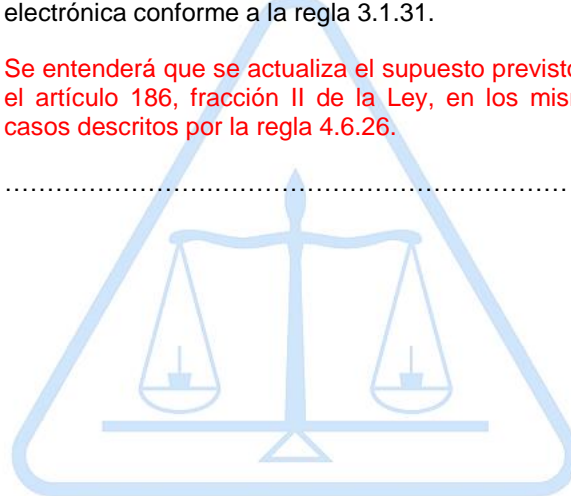 electrónica conforme a la regla 3.1.31.
Se entenderá que se actualiza el supuesto previsto
el artículo 186, fracción II de la Ley, en los
casos descritos por la regla 4.6.26.
……………………………………………………………